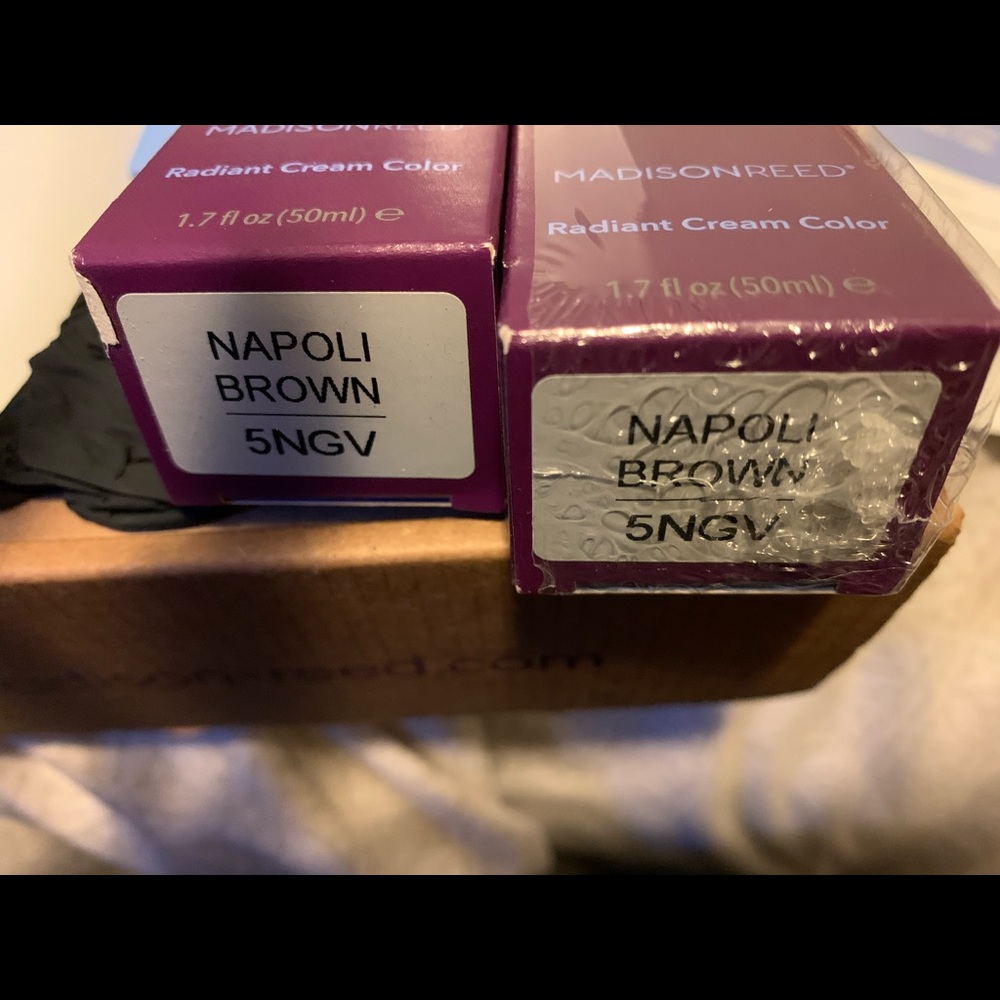 MADISONREED
Radiant Cream Color
1.7 fl oz (50ml) ℮
NAPOLI
BROWN
5NGV
MADISONREED®
Radiant Cream Color
1.7 fl oz (50ml) ℮
NAPOLI
BROWN
5NGV